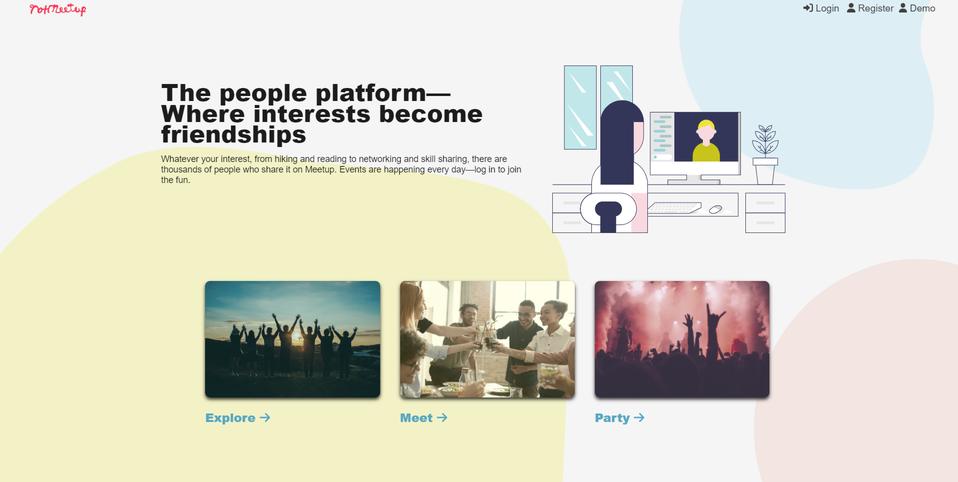 notMeetup
Login Register Demo
The people platform—
Where interests become
friendships
Whatever your interest, from hiking and reading to networking and skill sharing, there are
thousands of people who share it on Meetup. Events are happening every day—log in to join
the fun.
Explore
Meet
Party